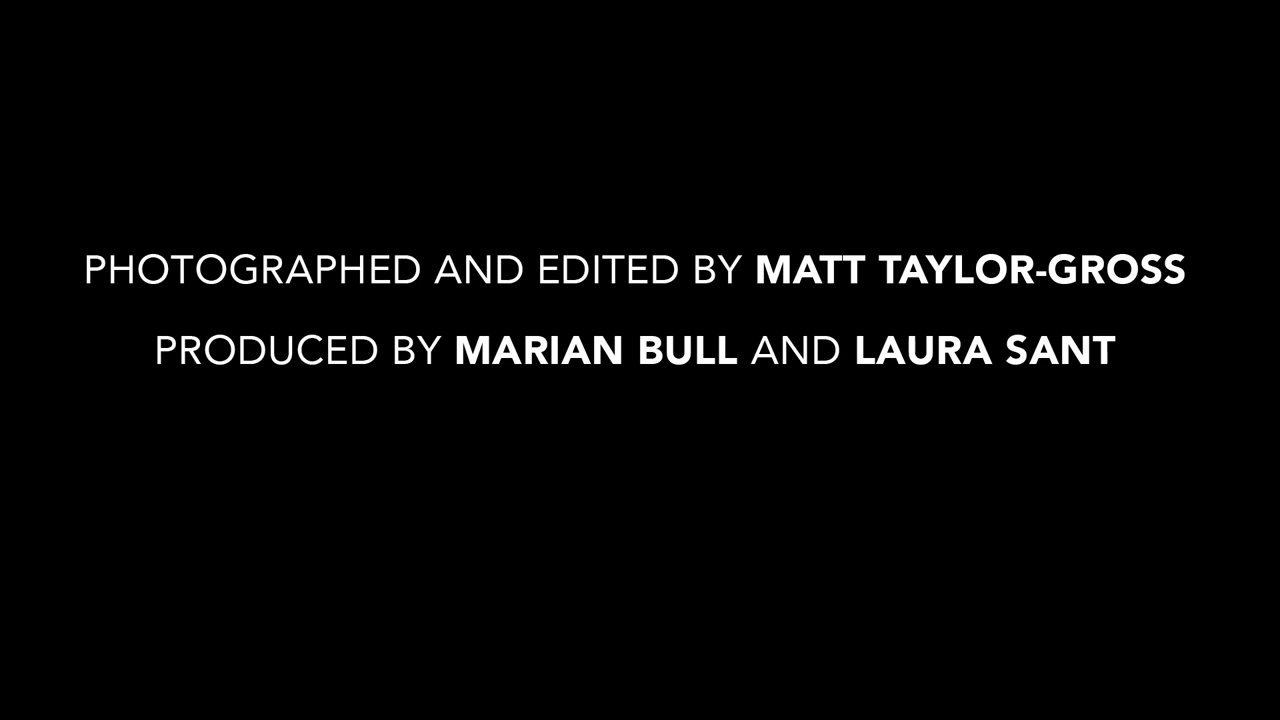 PHOTOGRAPHED AND EDITED BY MATT TAYLOR-GROSS
PRODUCED BY MARIAN BULL AND LAURA SANT